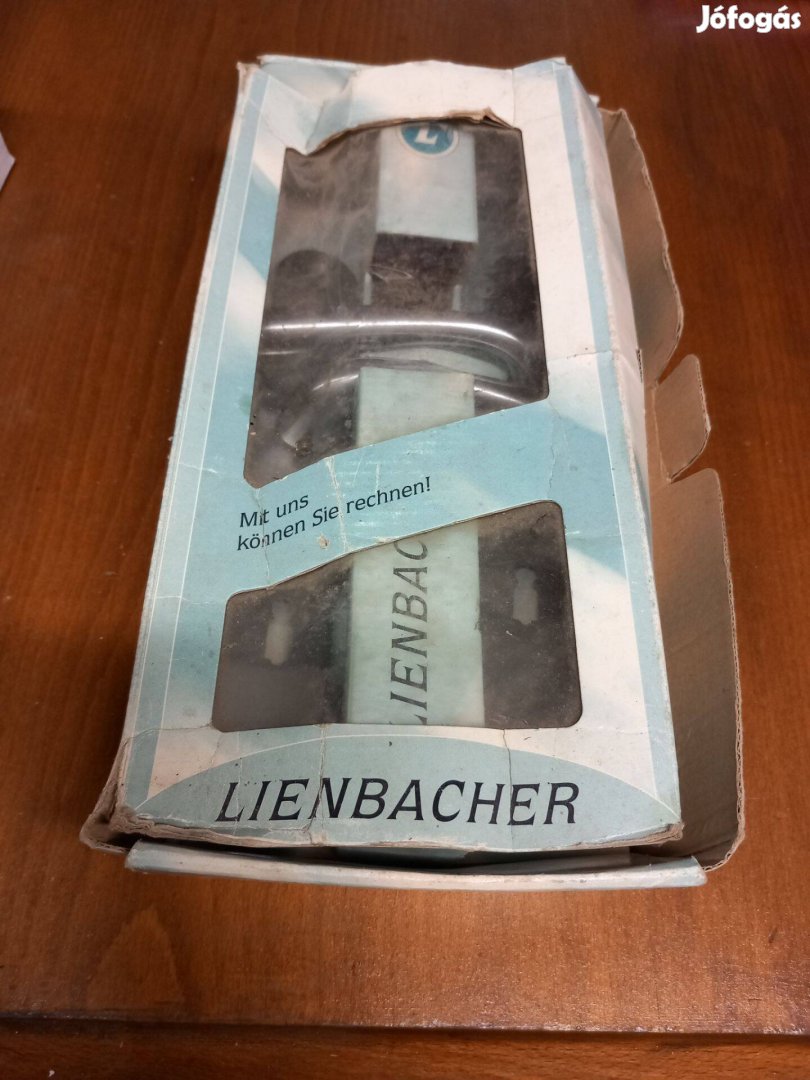 Jófogás
L
Mit uns
können Sie rechnen!
LIENBAC
LIENBACHER